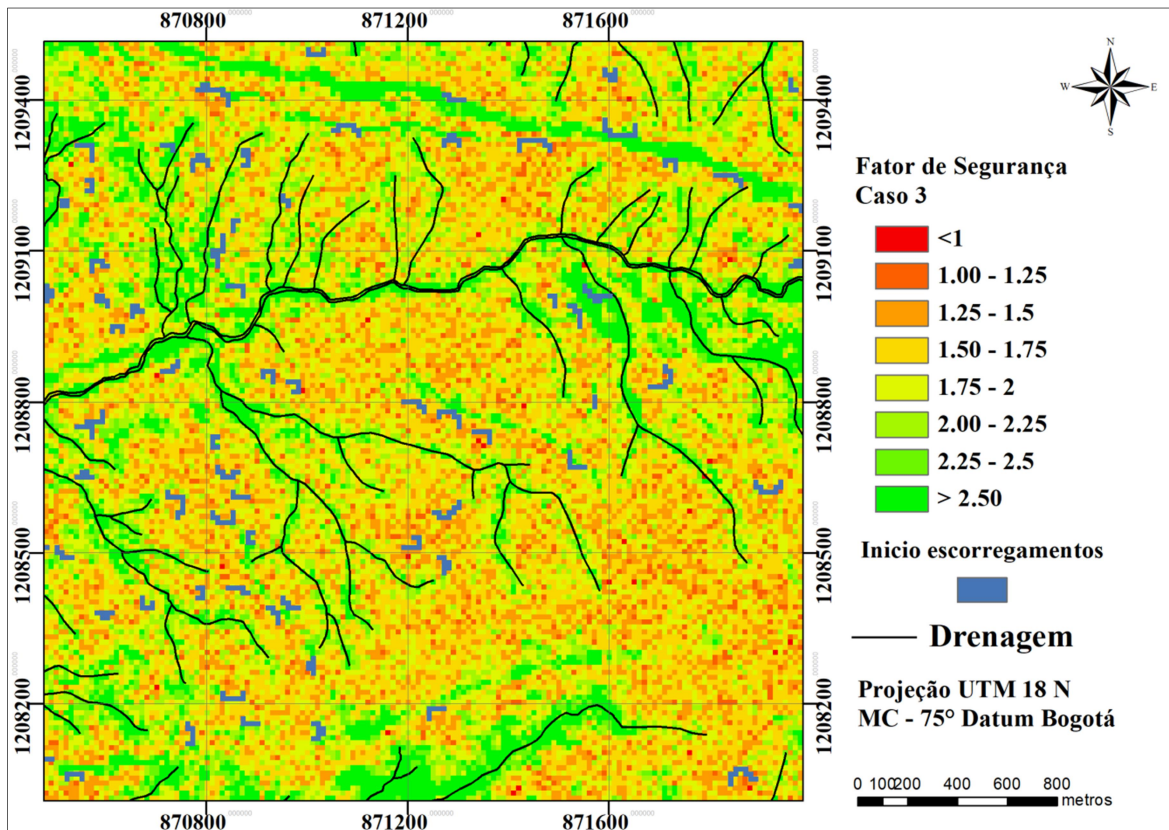 870800 871200 871600
N
W E
S
1209400
1209400
Fator de Segurança
Caso 3
<1
1209100
1209100
1.00 - 1.25
1.25 - 1.5
1.50 - 1.75
1.75 - 2
1208800
1208800
2.00 - 2.25
2.25 - 2.5
> 2.50
Inicio escorregamentos
1208500
1208500
Drenagem
Projeção UTM 18 N
MC - 75° Datum Bogotá
1208200
1208200
0 100 200 400 600 800
metros
870800 871200 871600